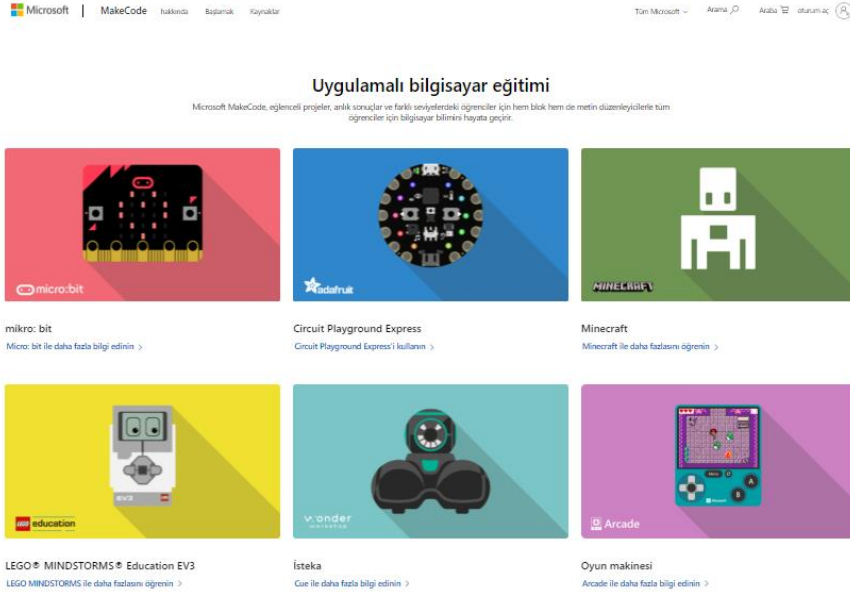 Microsoft | MakeCode hakkında Başlamak Kaynaklar Tüm Microsoft Arama Araba oturum aç
Uygulamalı bilgisayar eğitimi
Microsoft MakeCode, eğlenceli projeler, anlık sonuçlar ve farklı seviyelerdeki öğrenciler için hem blok hem de metin düzenleyicilerle tüm
öğrenciler için bilgisayar bilimini hayata geçirir.
micro:bit
adafruit
MINECRAFT
mikro: bit
Circuit Playground Express
Minecraft
Micro: bit ile daha fazla bilgi edinin >
Circuit Playground Express'i kullanın >
Minecraft ile daha fazlasını öğrenin >
EV3
LEGO education
wonder
workshop
Menu
A
B
Microsoft
Arcade
LEGO® MINDSTORMS® Education EV3
İsteka
Oyun makinesi
LEGO MINDSTORMS ile daha fazlasını öğrenin >
Cue ile daha fazla bilgi edinin >
Arcade ile daha fazla bilgi edinin >